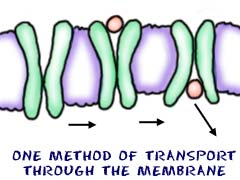 ONE METHOD OF TRANSPORT
THROUGH THE MEMBRANE